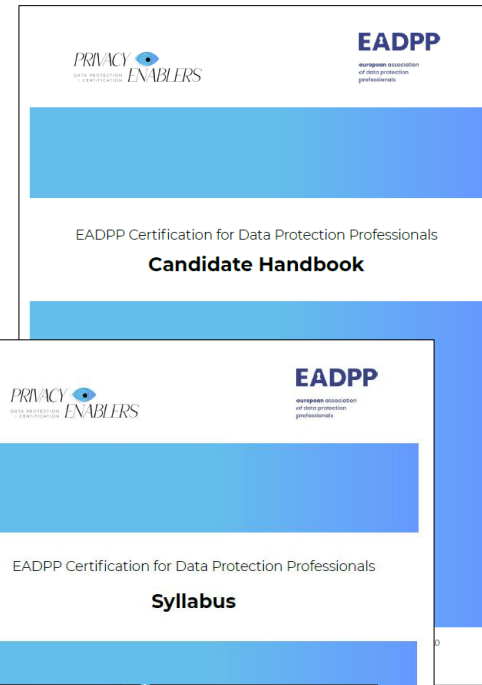 PRIVACY
DATA PROTECTION
+ CERTIFICATION
ENABLERS
EADPP
european association
of data protection
professionals
EADPP Certification for Data Protection Professionals
Candidate Handbook
PRIVACY
DATA PROTECTION
+ CERTIFICATION
ENABLERS
EADPP
european association
of data protection
professionals
EADPP Certification for Data Protection Professionals
Syllabus